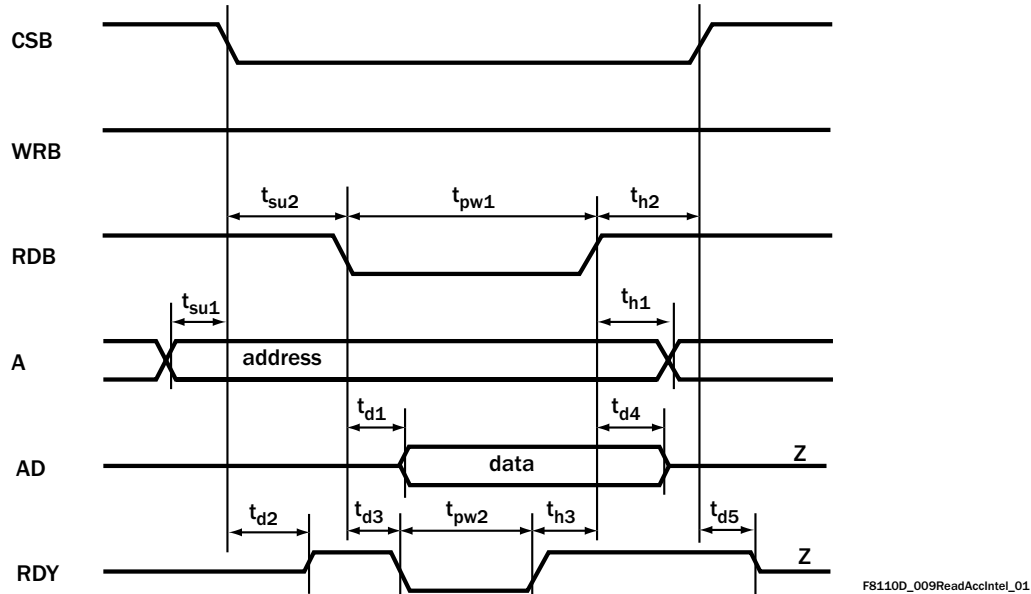 CSB
WRB
tsu2
tpw1
th2
RDB
tsu1
th1
A
address
td1
td4
AD
data
Z
td2
td3
tpw2
th3
td5
RDY
Z
F8110D_009ReadAccIntel_01